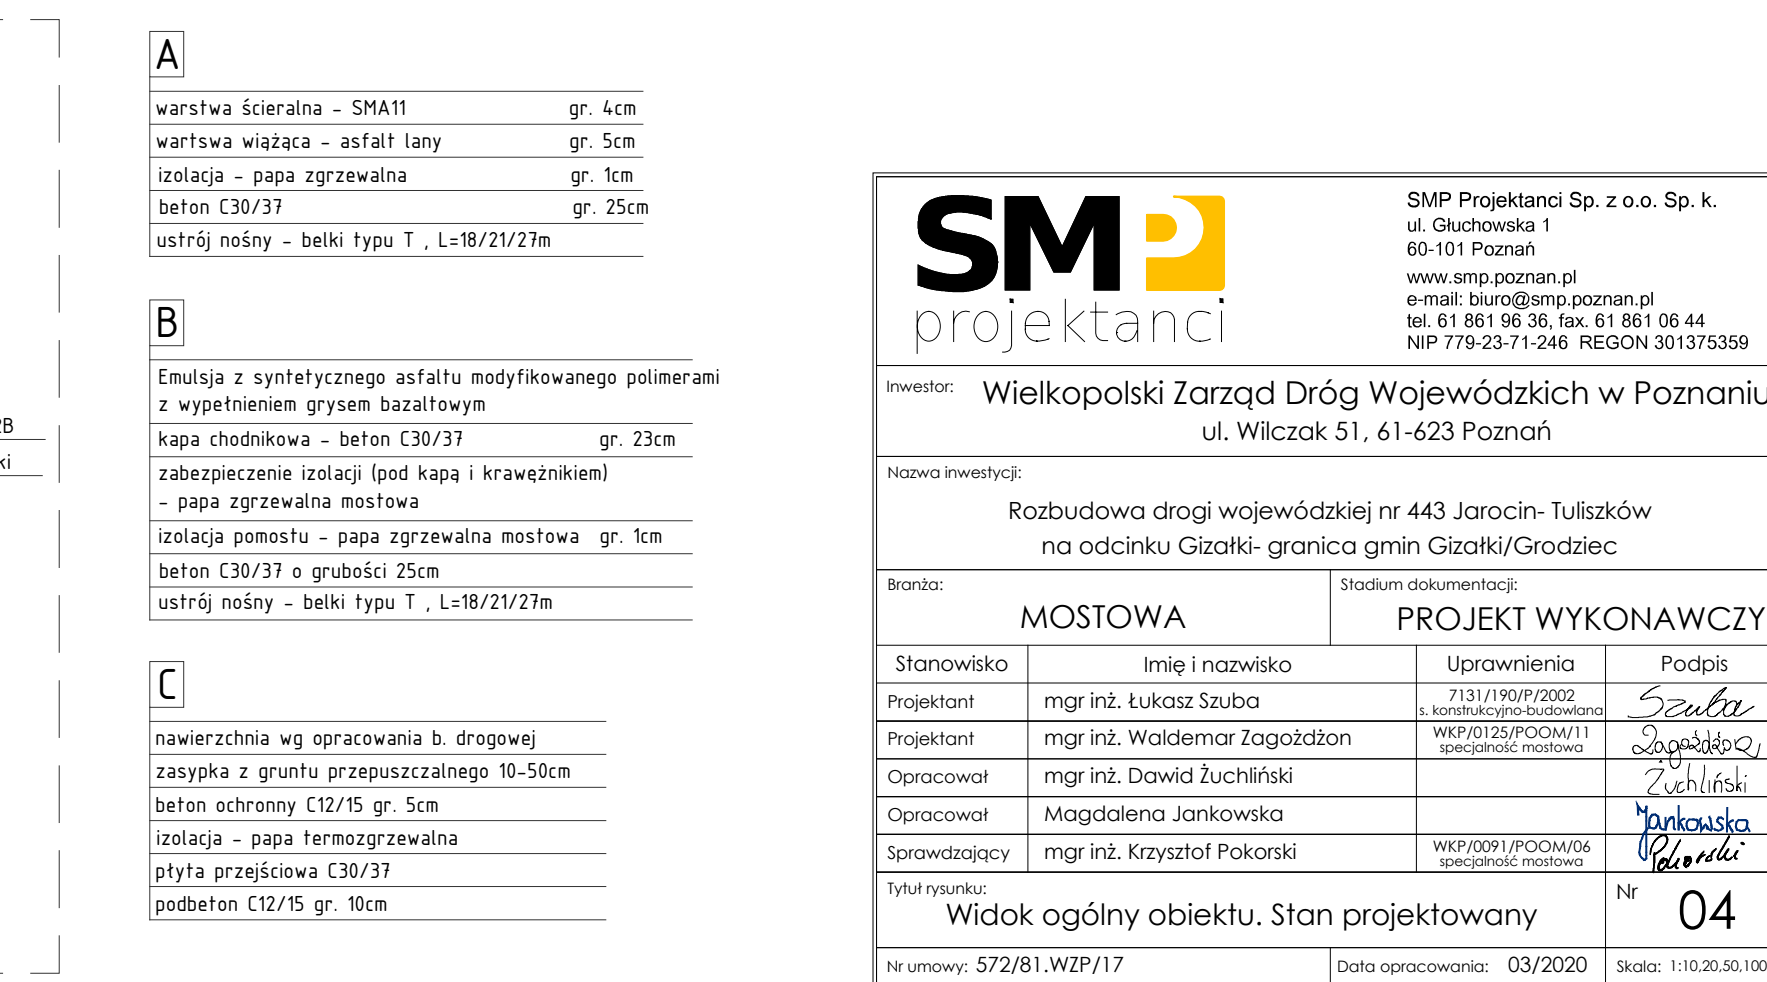 2B
ki
A
warstwa ścieralna - SMA11 gr. 4cm
wartswa wiążąca - asfalt lany gr. 5cm
izolacja - papa zgrzewalna gr. 1cm
beton C30/37 gr. 25cm
ustrój nośny - belki typu T , L=18/21/27m
B
Emulsja z syntetycznego asfaltu modyfikowanego polimerami
z wypełnieniem grysem bazaltowym
kapa chodnikowa - beton C30/37 gr. 23cm
zabezpieczenie izolacji (pod kapą i krawężnikiem)
- papa zgrzewalna mostowa
izolacja pomostu - papa zgrzewalna mostowa gr. 1cm
beton C30/37 o grubości 25cm
ustrój nośny - belki typu T , L=18/21/27m
C
nawierzchnia wg opracowania b. drogowej
zasypka z gruntu przepuszczalnego 10-50cm
beton ochronny C12/15 gr. 5cm
izolacja - papa termozgrzewalna
płyta przejściowa C30/37
podbeton C12/15 gr. 10cm
SMP
projektanci
SMP Projektanci Sp. z o.o. Sp. k.
ul. Głuchowska 1
60-101 Poznań
www.smp.poznan.pl
e-mail: biuro@smp.poznan.pl
tel. 61 861 96 36, fax. 61 861 06 44
NIP 779-23-71-246 REGON 301375359
Inwestor: Wielkopolski Zarząd Dróg Wojewódzkich w Poznaniu
ul. Wilczak 51, 61-623 Poznań
Nazwa inwestycji:
Rozbudowa drogi wojewódzkiej nr 443 Jarocin- Tuliszków
na odcinku Gizałki- granica gmin Gizałki/Grodziec
Branża: Stadium dokumentacji:
MOSTOWA PROJEKT WYKONAWCZY
Stanowisko Imię i nazwisko Uprawnienia Podpis
Projektant mgr inż. Łukasz Szuba 7131/190/P/2002 Szuba
s. konstrukcyjno-budowlana
Projektant mgr inż. Waldemar Zagożdżon WKP/0125/POOM/11 Zagożdżon
specjalność mostowa
Opracował mgr inż. Dawid Żuchliński Żuchliński
Opracował Magdalena Jankowska Jankowska
Sprawdzający mgr inż. Krzysztof Pokorski WKP/0091/POOM/06 Pokorski
specjalność mostowa
Tytuł rysunku: Nr
Widok ogólny obiektu. Stan projektowany 04
Nr umowy: 572/81.WZP/17 Data opracowania: 03/2020 Skala: 1:10,20,50,100